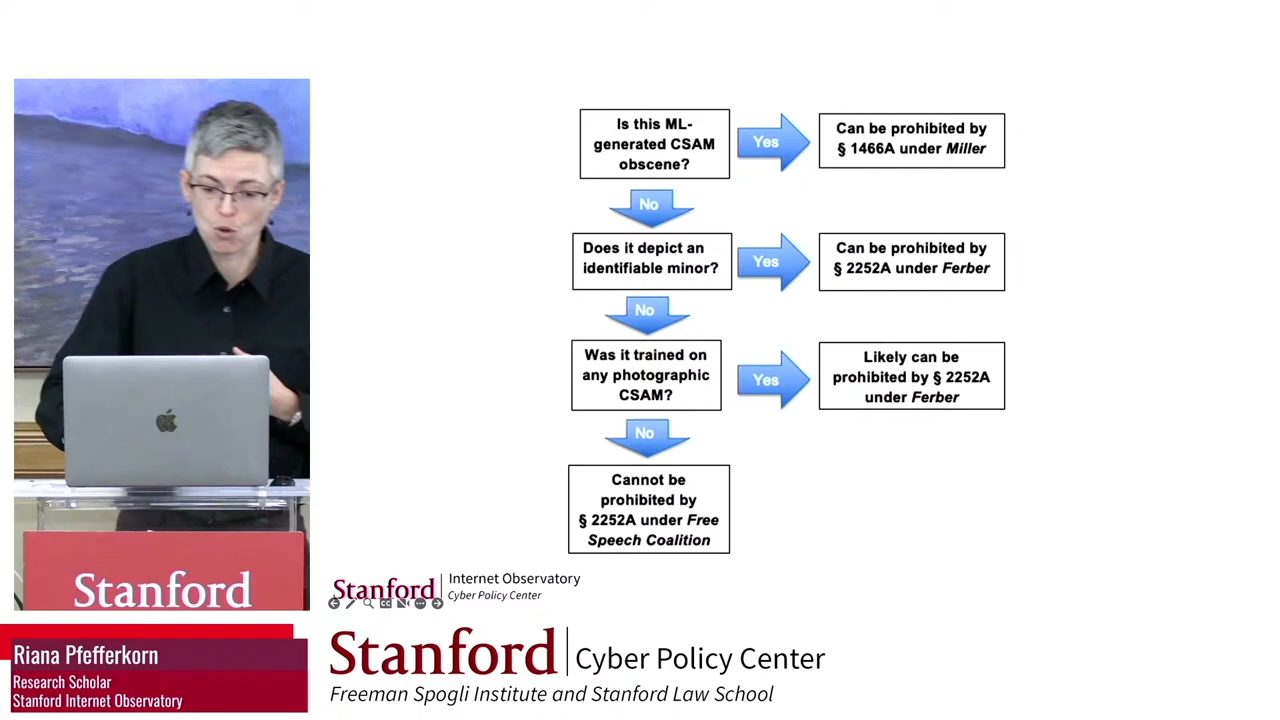 Is this ML-
generated CSAM
obscene?
Yes
Can be prohibited by
§ 1466A under Miller
No
Does it depict an
identifiable minor?
Yes
Can be prohibited by
§ 2252A under Ferber
No
Was it trained on
any photographic
CSAM?
Yes
Likely can be
prohibited by § 2252A
under Ferber
No
Cannot be
prohibited by
§ 2252A under Free
Speech Coalition
Stanford
Stanford
Internet Observatory
Cyber Policy Center
CC
Riana Pfefferkorn
Research Scholar
Stanford Internet Observatory
Stanford
Cyber Policy Center
Freeman Spogli Institute and Stanford Law School